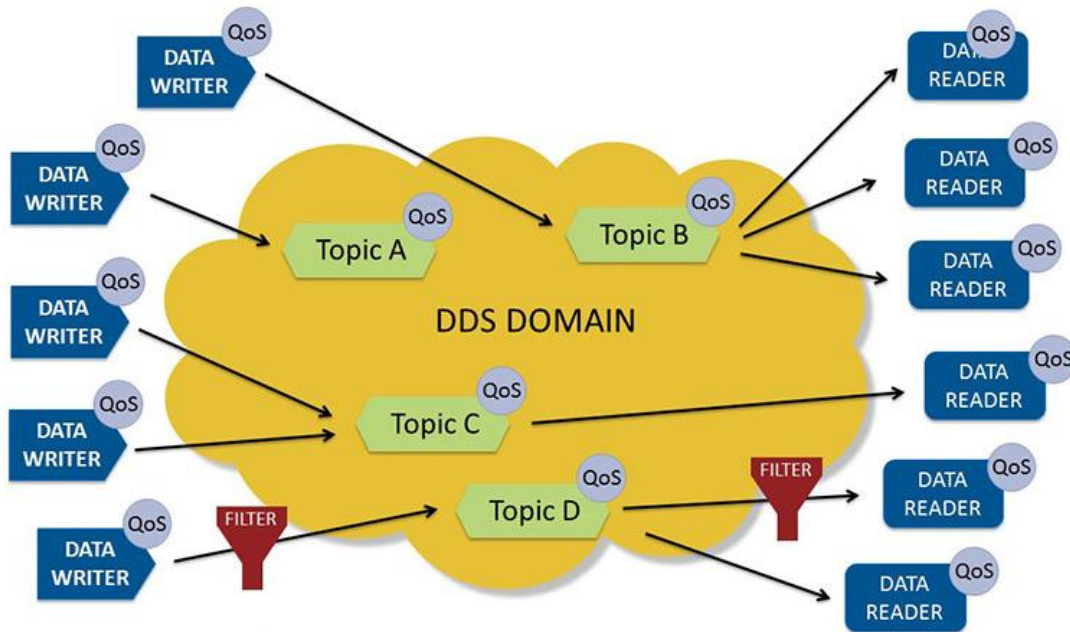 QoS
DATA
WRITER
QoS
DATA
READER
QoS
DATA
WRITER
QoS
DATA
READER
QoS
Topic A
QoS
Topic B
QoS
DATA
READER
QoS
DATA
WRITER
DDS DOMAIN
QoS
DATA
READER
QoS
DATA
WRITER
QoS
Topic C
FILTER
QoS
DATA
READER
QoS
DATA
WRITER
FILTER
QoS
Topic D
QoS
DATA
READER